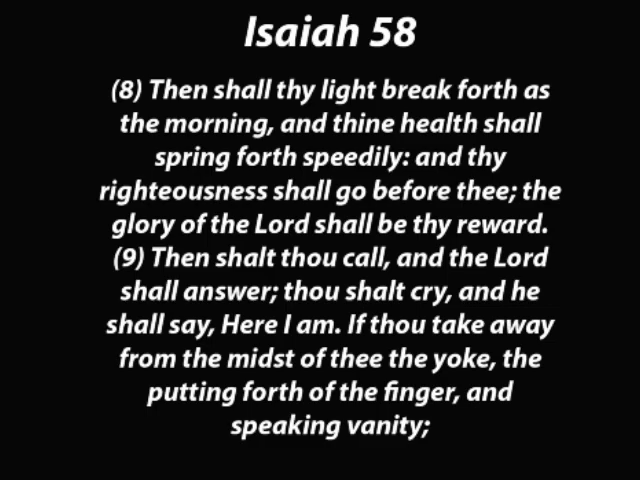 Isaiah 58
(8) Then shall thy light break forth as
the morning, and thine health shall
spring forth speedily: and thy
righteousness shall go before thee; the
glory of the Lord shall be thy reward.
(9) Then shalt thou call, and the Lord
shall answer; thou shalt cry, and he
shall say, Here I am. If thou take away
from the midst of thee the yoke, the
putting forth of the finger, and
speaking vanity;